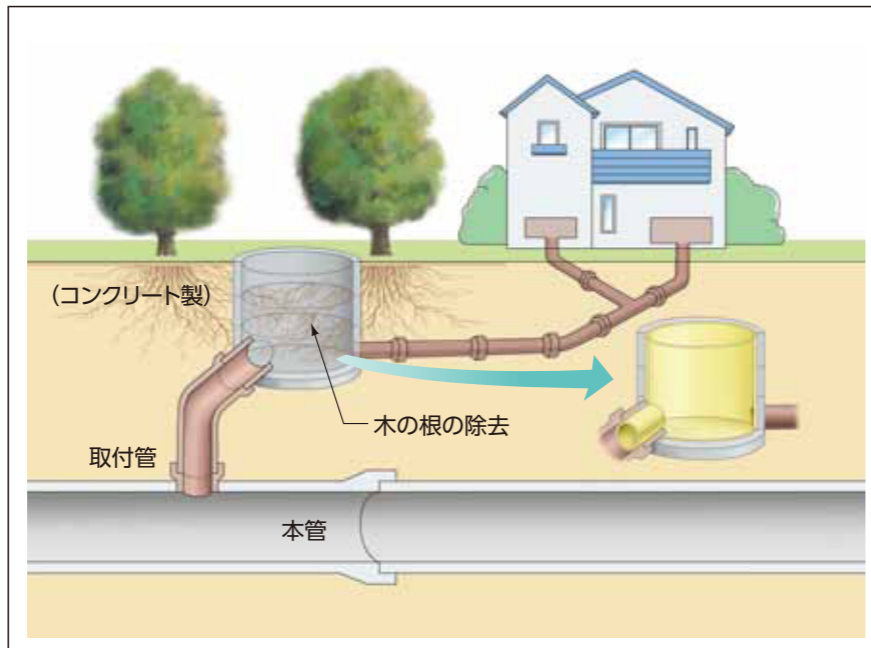 (コンクリート製)
木の根の除去
取付管
本管